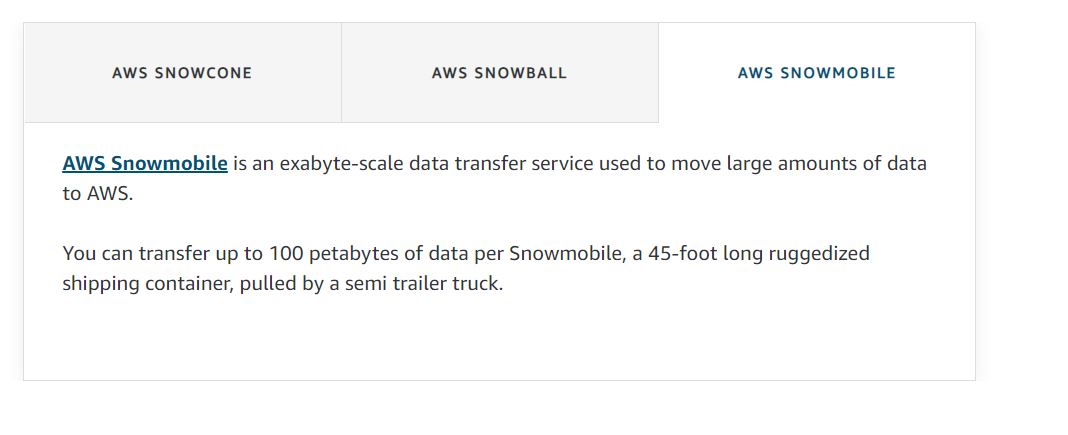 AWS SNOWCONE
AWS SNOWBALL
AWS SNOWMOBILE
AWS Snowmobile is an exabyte-scale data transfer service used to move large amounts of data
to AWS.
You can transfer up to 100 petabytes of data per Snowmobile, a 45-foot long ruggedized
shipping container, pulled by a semi trailer truck.